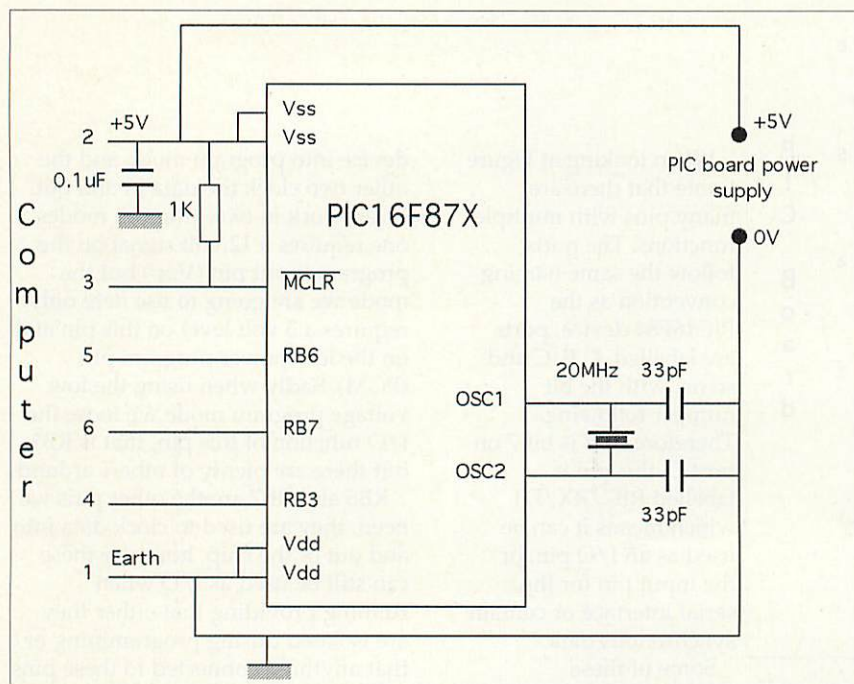 Vss
Vss
+5V
2
0.1uF
1K
PIC16F87X
+5V
PIC board power
supply
0V
3
MCLR
5
RB6
6
RB7
4
RB3
Vdd
1
Earth
Vdd
20MHz
33pF
OSC1
OSC2
33pF
Computer